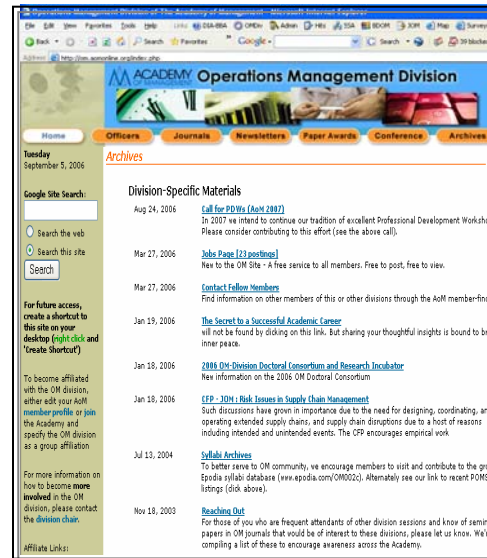 Operations Management Division of The Academy of Management - Microsoft Internet Explorer
File Edit View Favorites Tools Help Links DIA-BBA OMDiv Admin HBU SSA BDOM JOM Map Survey
Back Search Favorites Google Search 39 blocked
Address http://om.aomonline.org/index.php
ACADEMY Operations Management Division
Home Officers Journals Newsletters Paper Awards Conference Archives
Tuesday
September 5, 2006
Google Site Search:
Search the web
Search this site
Search
For future access,
create a shortcut to
this site on your
desktop (right click and
'Create Shortcut')
To become affiliated
with the OM division,
either edit your AoM
member profile or join
the Academy and
specify the OM division
as a group affiliation
For more information on
how to become more
involved in the OM
division, please contact
the division chair.
Affiliate Links:
Archives
Division-Specific Materials
Aug 24, 2006 Call for PDWs (AoM 2007)
In 2007 we intend to continue our tradition of excellent Professional Development Worksho
Please consider contributing to this effort (see the above call).
Mar 27, 2006 Jobs Page [23 postings]
New to the OM Site - A free service to all members. Free to post, free to view.
Mar 27, 2006 Contact Fellow Members
Find information on other members of this or other divisions through the AoM member-find
Jan 19, 2006 The Secret to a Successful Academic Career
will not be found by clicking on this link. But sharing your thoughtful insights is bound to br
inner peace.
Jan 18, 2006 2006 OM-Division Doctoral Consortium and Research Incubator
New information on the 2006 OM Doctoral Consortium
Jan 18, 2006 CFP - JOM: Risk Issues in Supply Chain Management
Such discussions have grown in importance due to the need for designing, coordinating, an
operating extended supply chains, and supply chain disruptions due to a host of reasons
including intended and unintended events. The CFP encourages empirical work
Jul 13, 2004 Syllabi Archives
To better serve to OM community, we encourage members to visit and contribute to the gro
Epodia syllabi database (www.epodia.com/OM002c). Alternately see our link to recent POMS
listings (click above).
Nov 18, 2003 Reaching Out
For those of you who are frequent attendants of other division sessions and know of semin
papers in OM journals that would be of interest to these divisions, please let us know. We'r
compiling a list of these to encourage awareness across the Academy.